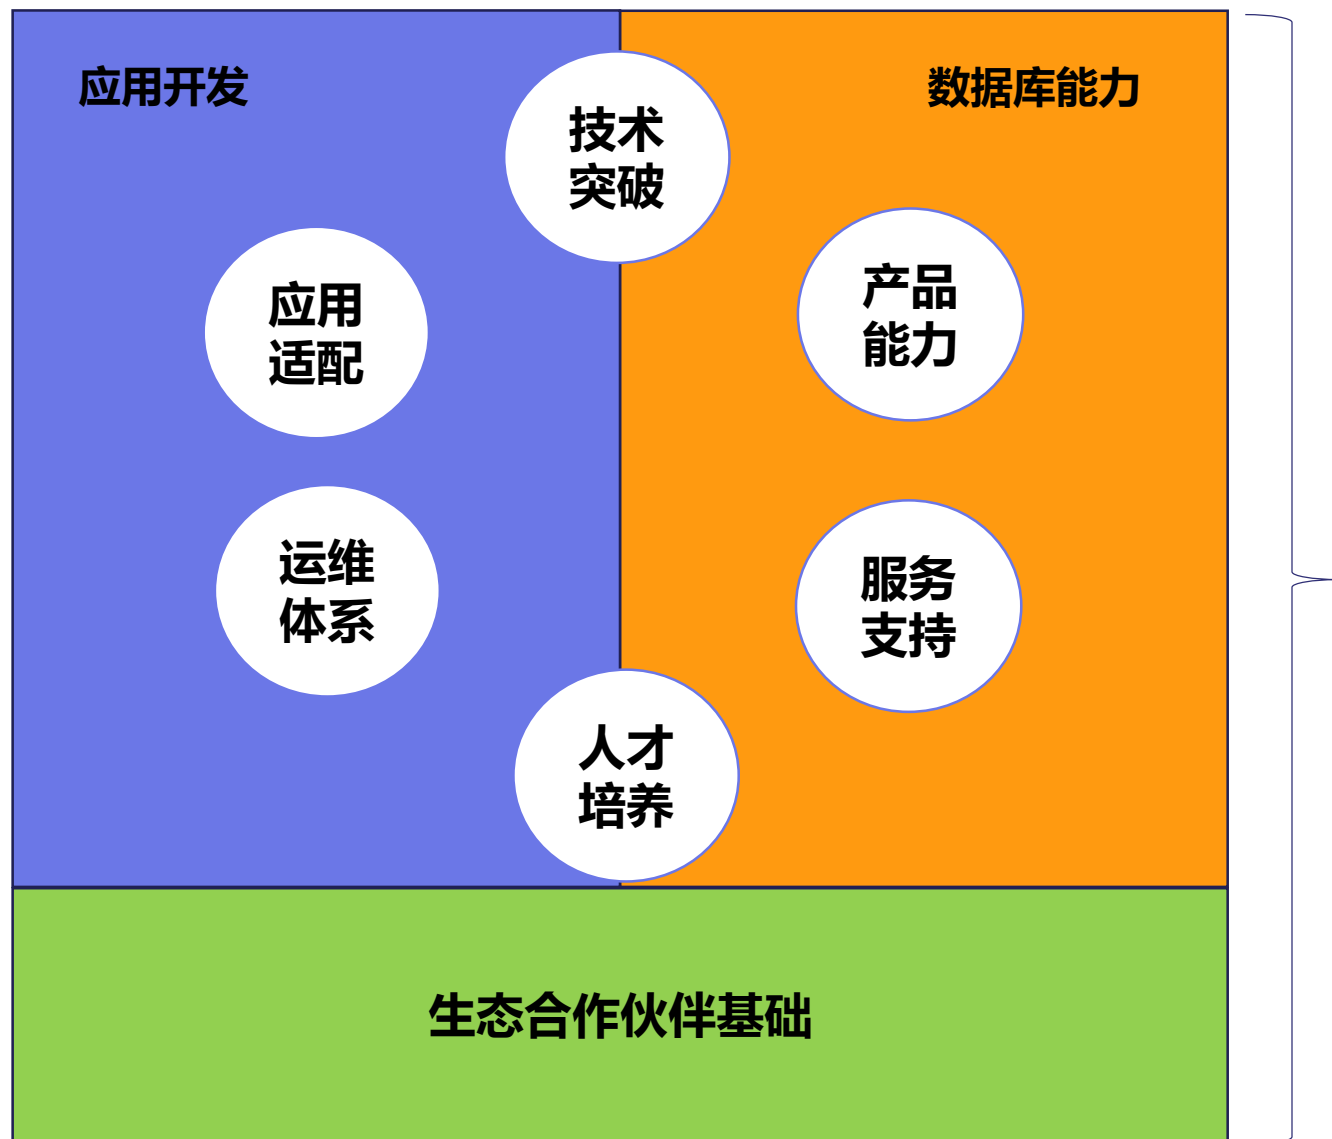 应用开发
数据库能力
技术
突破
应用
适配
产品
能力
运维
体系
服务
支持
人才
培养
生态合作伙伴基础